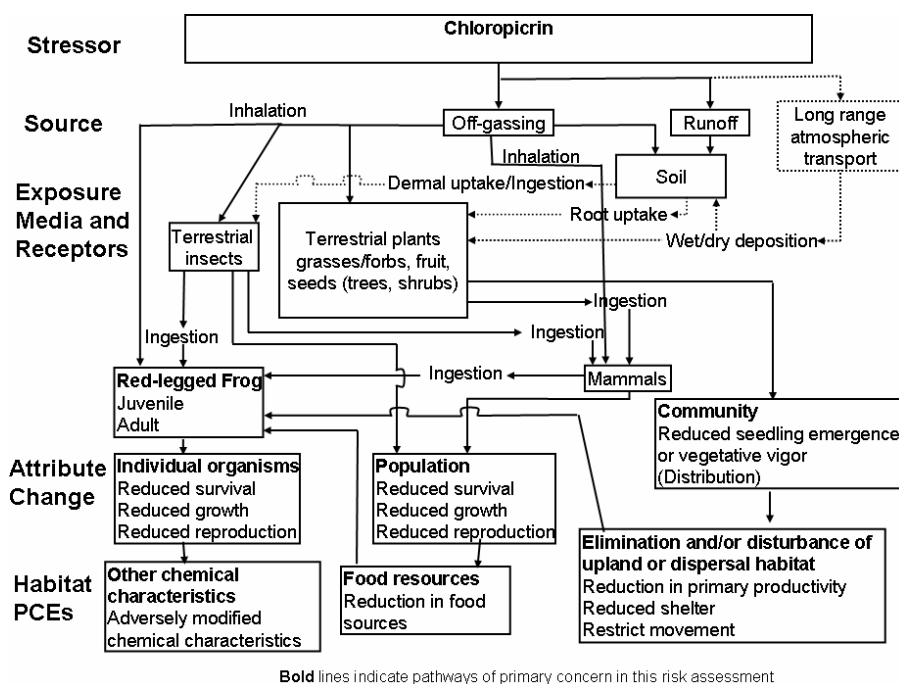 Stressor
Chloropicrin
Source
Inhalation
Off-gassing
Runoff
Long range
atmospheric
transport
Inhalation
Exposure
Media and
Receptors
Dermal uptake/Ingestion
Soil
Root uptake
Wet/dry deposition
Terrestrial
insects
Terrestrial plants
grasses/forbs, fruit,
seeds (trees, shrubs)
Ingestion
Ingestion
Ingestion
Ingestion
Mammals
Red-legged Frog
Juvenile
Adult
Community
Reduced seedling emergence
or vegetative vigor
(Distribution)
Attribute
Change
Individual organisms
Reduced survival
Reduced growth
Reduced reproduction
Population
Reduced survival
Reduced growth
Reduced reproduction
Elimination and/or disturbance of
upland or dispersal habitat
Reduction in primary productivity
Reduced shelter
Restrict movement
Habitat
PCEs
Other chemical
characteristics
Adversely modified
chemical characteristics
Food resources
Reduction in food
sources
Bold lines indicate pathways of primary concern in this risk assessment